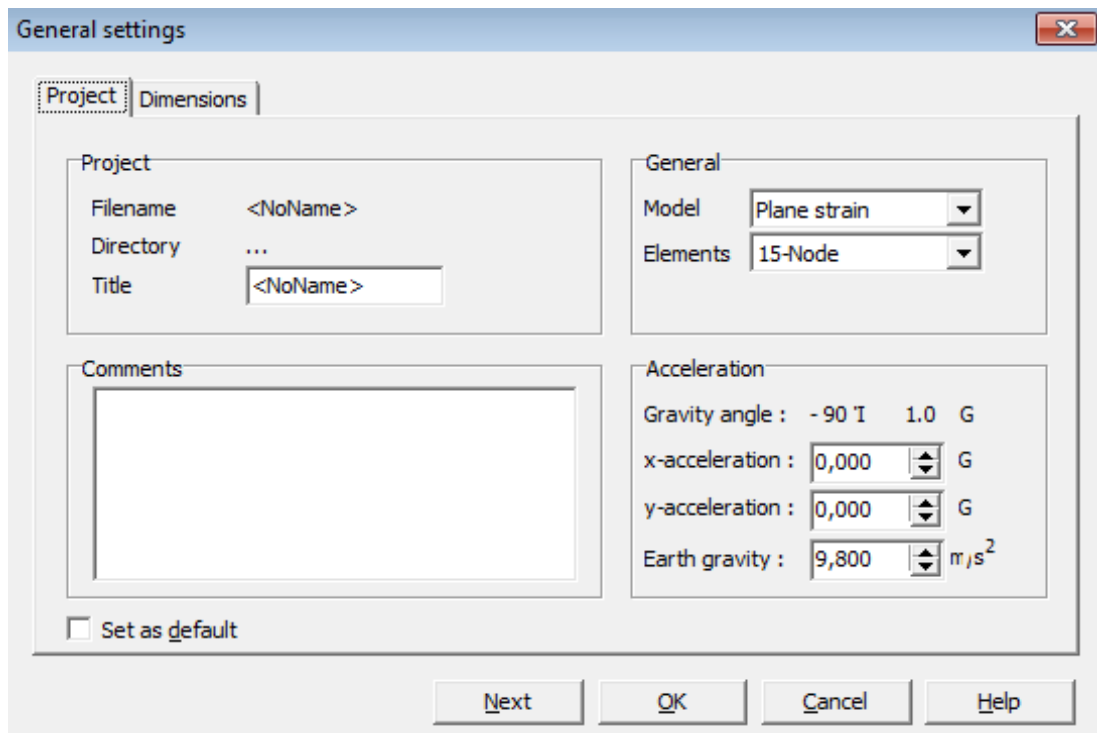 General settings
Project
Dimensions
Project
Filename <NoName>
Directory ...
Title <NoName>
General
Model Plane strain
Elements 15-Node
Comments
Acceleration
Gravity angle : - 90 'I 1.0 G
x-acceleration : 0,000 G
y-acceleration : 0,000 G
Earth gravity : 9,800 m/s²
Set as default
Next
OK
Cancel
Help